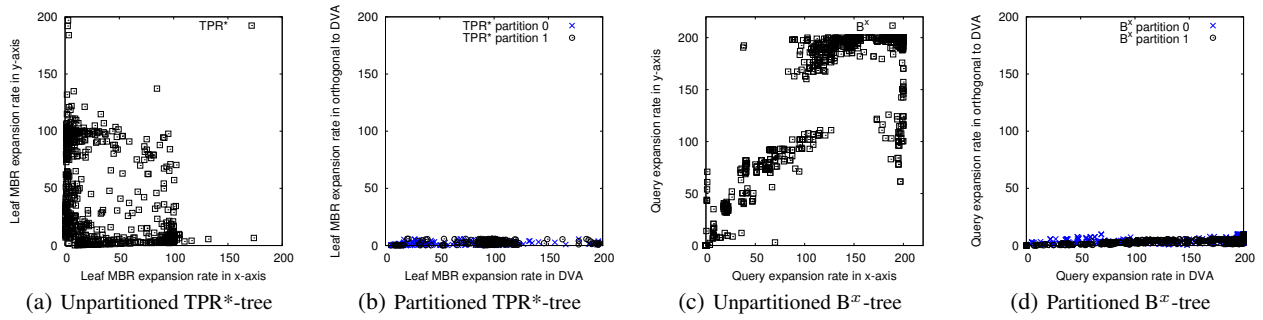 Leaf MBR expansion rate in y-axis
200
150
100
50
0
TPR*
0 50 100 150 200
Leaf MBR expansion rate in x-axis
(a) Unpartitioned TPR*-tree
Leaf MBR expansion rate in orthogonal to DVA
200
150
100
50
0
TPR* partition 0
TPR* partition 1
0 50 100 150 200
Leaf MBR expansion rate in DVA
(b) Partitioned TPR*-tree
Query expansion rate in y-axis
200
150
100
50
0
Bˣ
0 50 100 150 200
Query expansion rate in x-axis
(c) Unpartitioned Bˣ-tree
Query expansion rate in orthogonal to DVA
200
150
100
50
0
Bˣ partition 0
Bˣ partition 1
0 50 100 150 200
Query expansion rate in DVA
(d) Partitioned Bˣ-tree